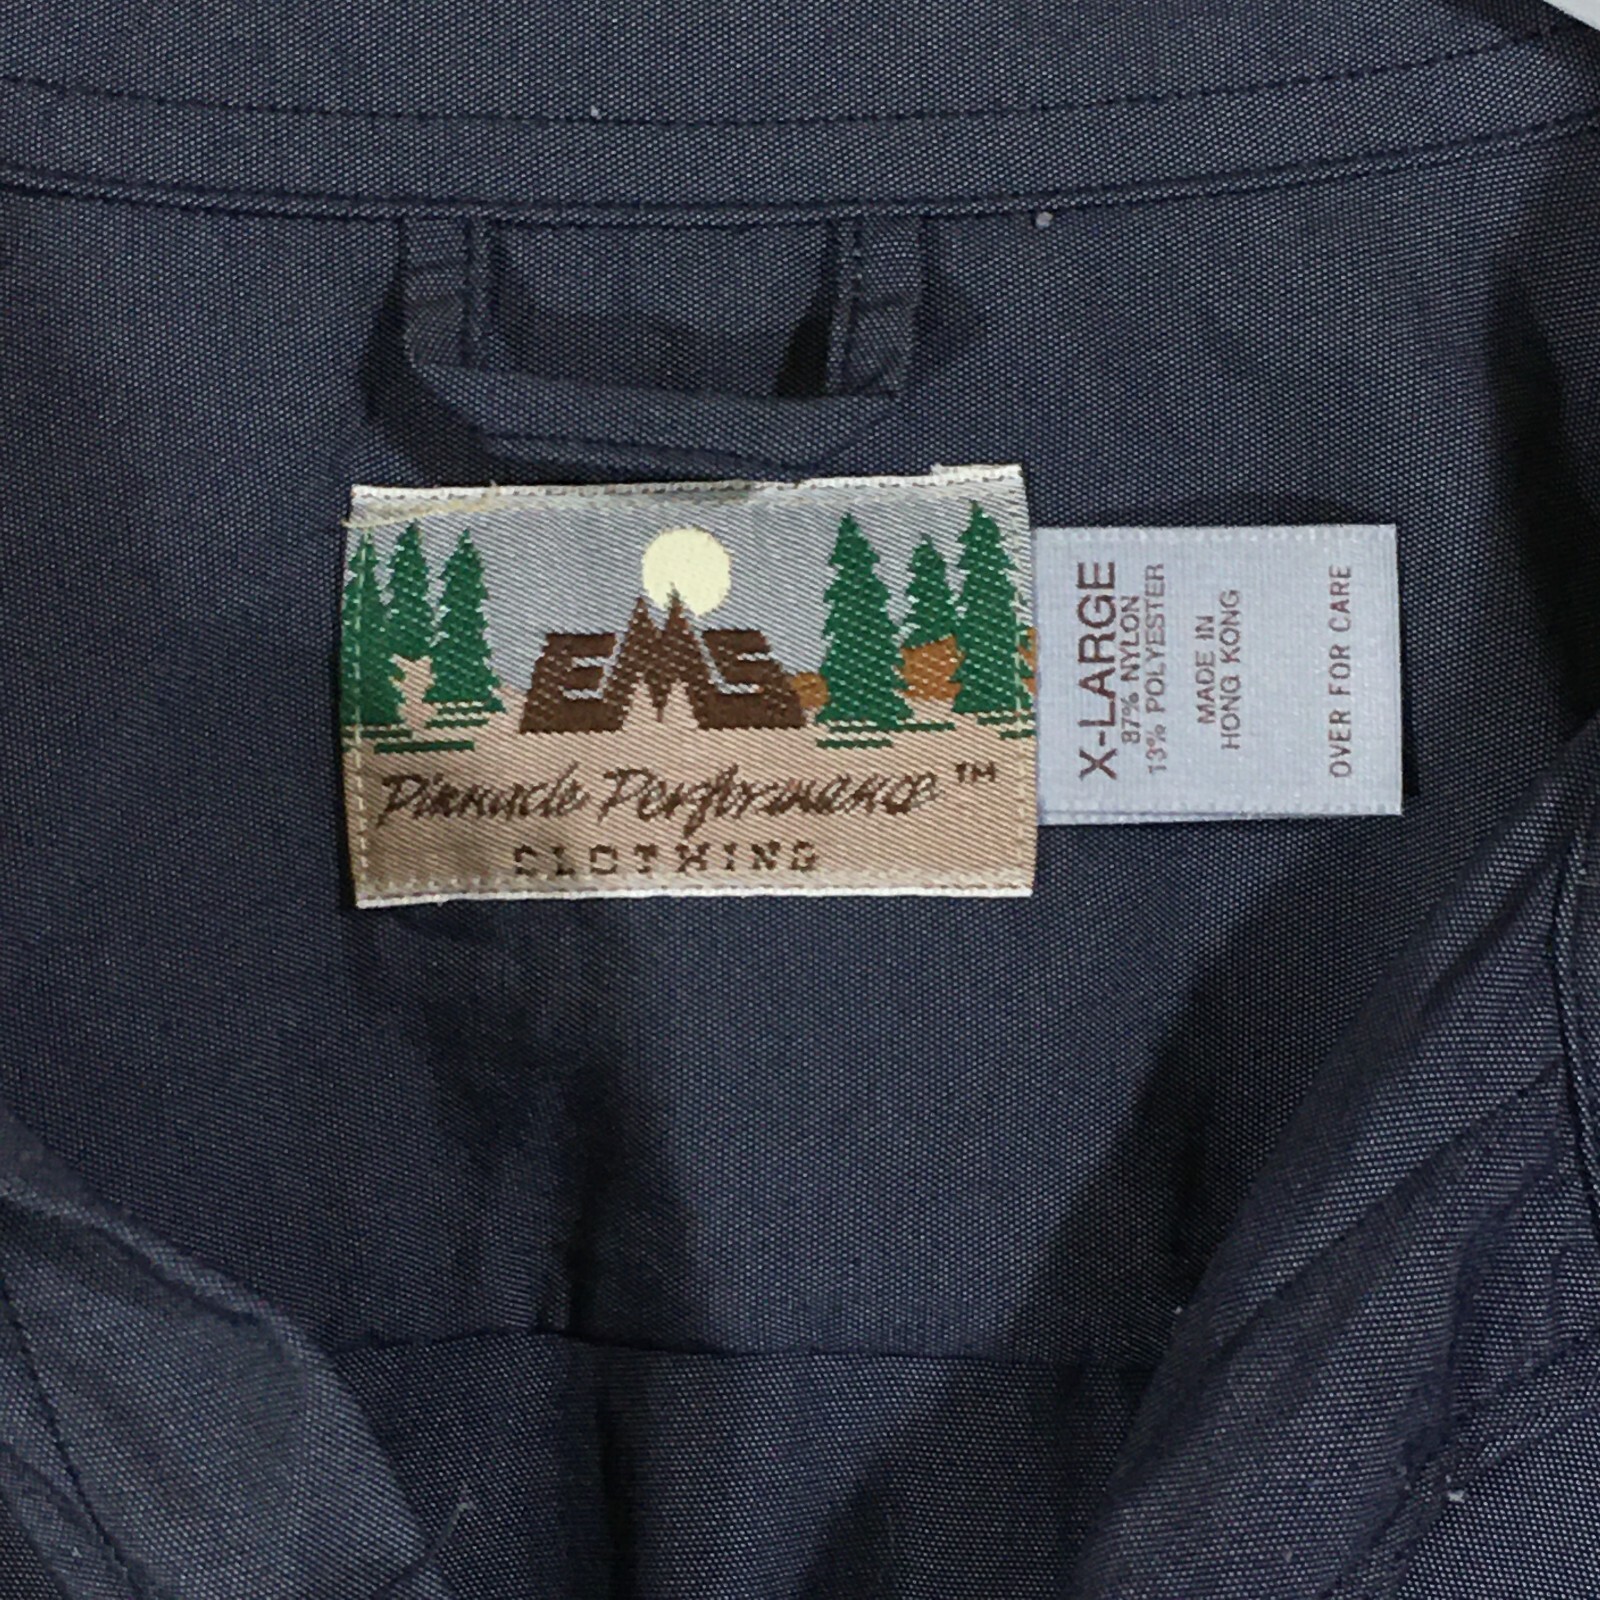 EMS
Pinnacle Performance™
CLOTHING
X-LARGE
87% NYLON
13% POLYESTER
MADE IN
HONG KONG
OVER FOR CARE